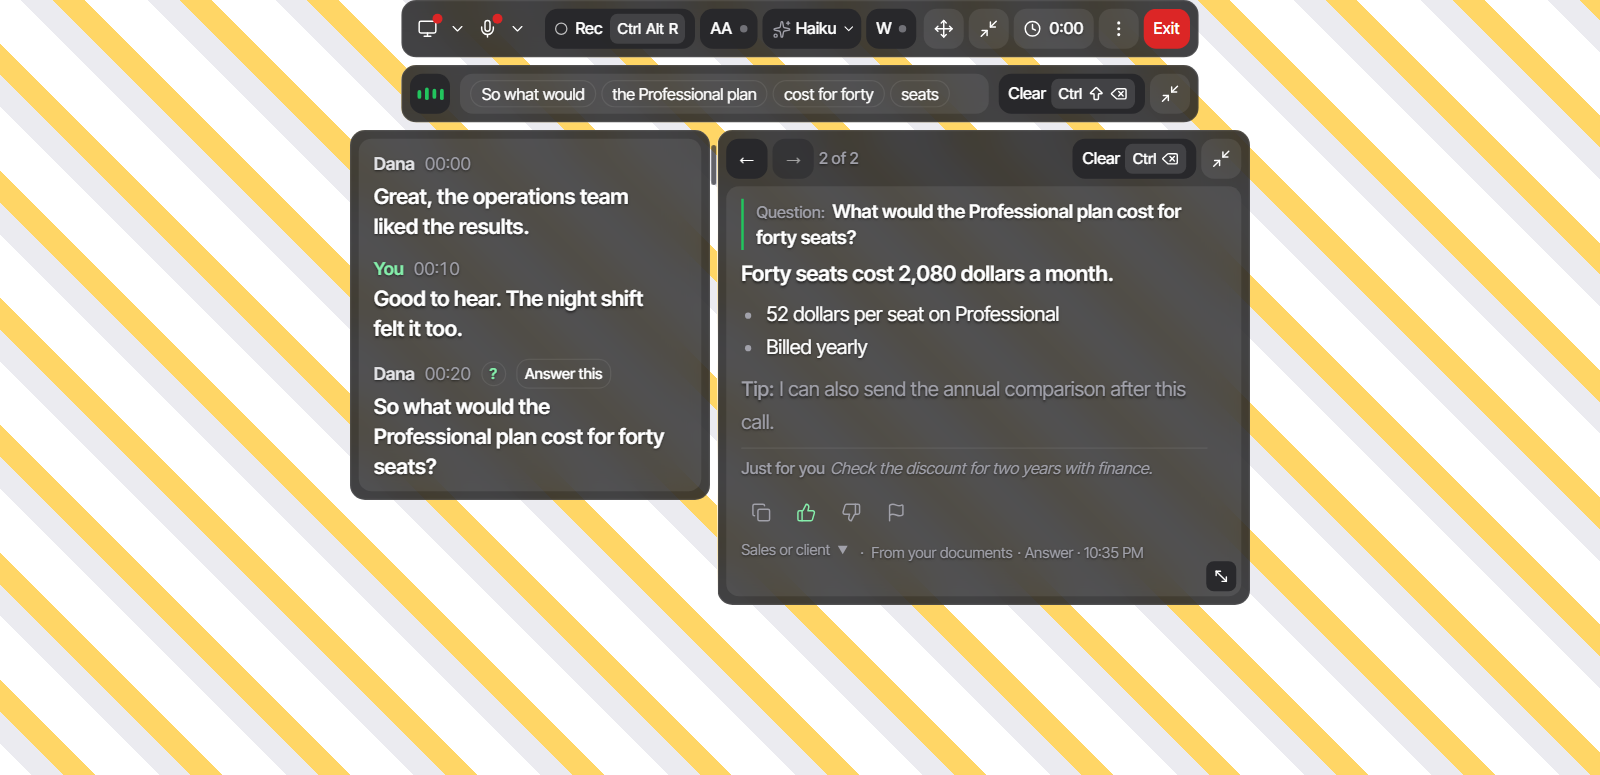 Rec Ctrl Alt R AA Haiku W 0:00 Exit
So what would the Professional plan cost for forty seats Clear Ctrl
Dana 00:00
Great, the operations team
liked the results.
You 00:10
Good to hear. The night shift
felt it too.
Dana 00:20 ? Answer this
So what would the
Professional plan cost for forty
seats?
← → 2 of 2 Clear Ctrl
Question: What would the Professional plan cost for
forty seats?
Forty seats cost 2,080 dollars a month.
• 52 dollars per seat on Professional
• Billed yearly
Tip: I can also send the annual comparison after this
call.
Just for you Check the discount for two years with finance.
Sales or client ▼ · From your documents · Answer · 10:35 PM